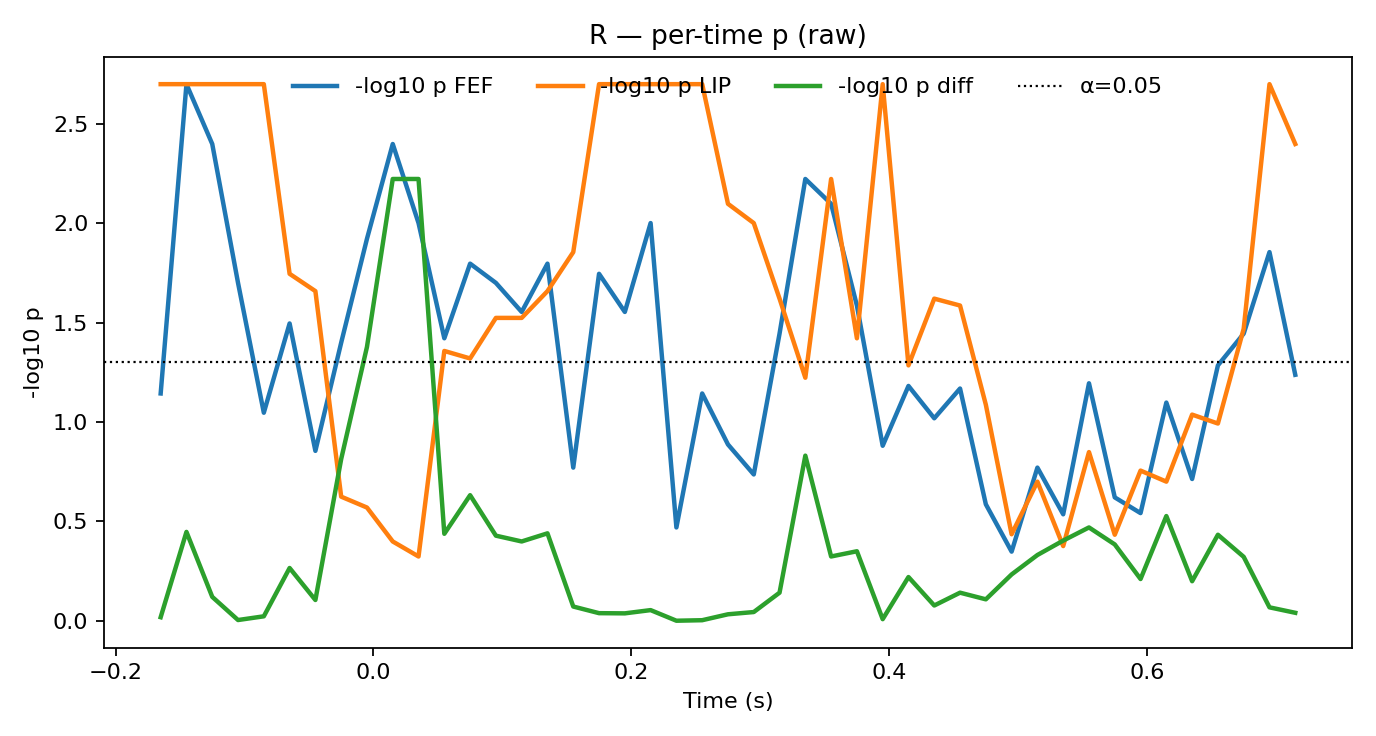 R — per-time p (raw)
-log10 p FEF
-log10 p LIP
-log10 p diff
α=0.05
-log10 p
2.5
2.0
1.5
1.0
0.5
0.0
−0.2
0.0
0.2
0.4
0.6
Time (s)